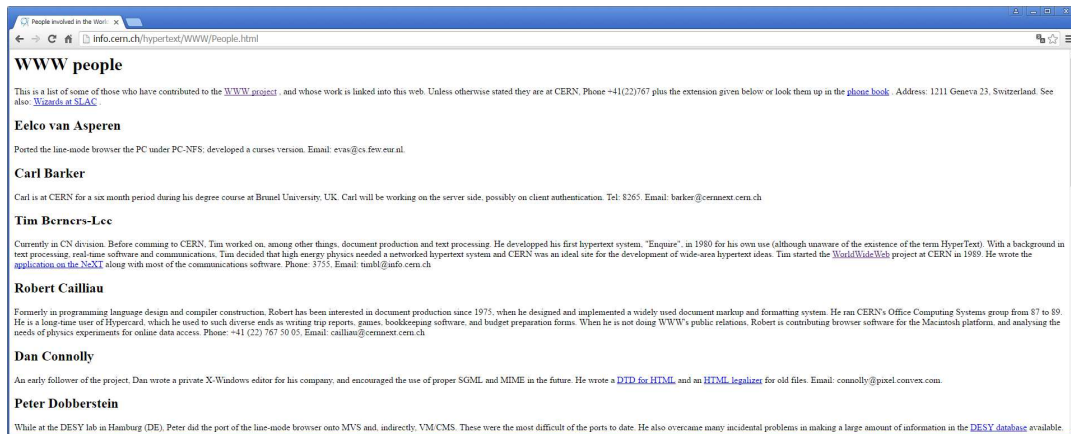 People involved in the World
info.cern.ch/hypertext/WWW/People.html
WWW people
This is a list of some of those who have contributed to the WWW project , and whose work is linked into this web. Unless otherwise stated they are at CERN, Phone +41(22)767 plus the extension given below or look them up in the phone book . Address: 1211 Geneva 23, Switzerland. See
also: Wizards at SLAC .
Eelco van Asperen
Ported the line-mode browser the PC under PC-NFS; developed a curses version. Email: evas@cs.few.eur.nl.
Carl Barker
Carl is at CERN for a six month period during his degree course at Brunel University, UK. Carl will be working on the server side, possibly on client authentication. Tel: 8265. Email: barker@cernnext.cern.ch
Tim Berners-Lee
Currently in CN division. Before comming to CERN, Tim worked on, among other things, document production and text processing. He developped his first hypertext system, "Enquire", in 1980 for his own use (although unaware of the existence of the term HyperText). With a background in
text processing, real-time software and communications, Tim decided that high energy physics needed a networked hypertext system and CERN was an ideal site for the development of wide-area hypertext ideas. Tim started the WorldWideWeb project at CERN in 1989. He wrote the
application on the NeXT along with most of the communications software. Phone: 3755, Email: timbl@info.cern.ch
Robert Cailliau
Formerly in programming language design and compiler construction, Robert has been interested in document production since 1975, when he designed and implemented a widely used document markup and formatting system. He ran CERN's Office Computing Systems group from 87 to 89.
He is a long-time user of Hypercard, which he used to such diverse ends as writing trip reports, games, bookkeeping software, and budget preparation forms. When he is not doing WWW's public relations, Robert is contributing browser software for the Macintosh platform, and analysing the
needs of physics experiments for online data access. Phone: +41 (22) 767 50 05, Email: cailliau@cernnext.cern.ch
Dan Connolly
An early follower of the project, Dan wrote a private X-Windows editor for his company, and encouraged the use of proper SGML and MIME in the future. He wrote a DTD for HTML and an HTML legalizer for old files. Email: connolly@pixel.convex.com.
Peter Dobberstein
While at the DESY lab in Hamburg (DE), Peter did the port of the line-mode browser onto MVS and, indirectly, VM/CMS. These were the most difficult of the ports to date. He also overcame many incidental problems in making a large amount of information in the DESY database available.